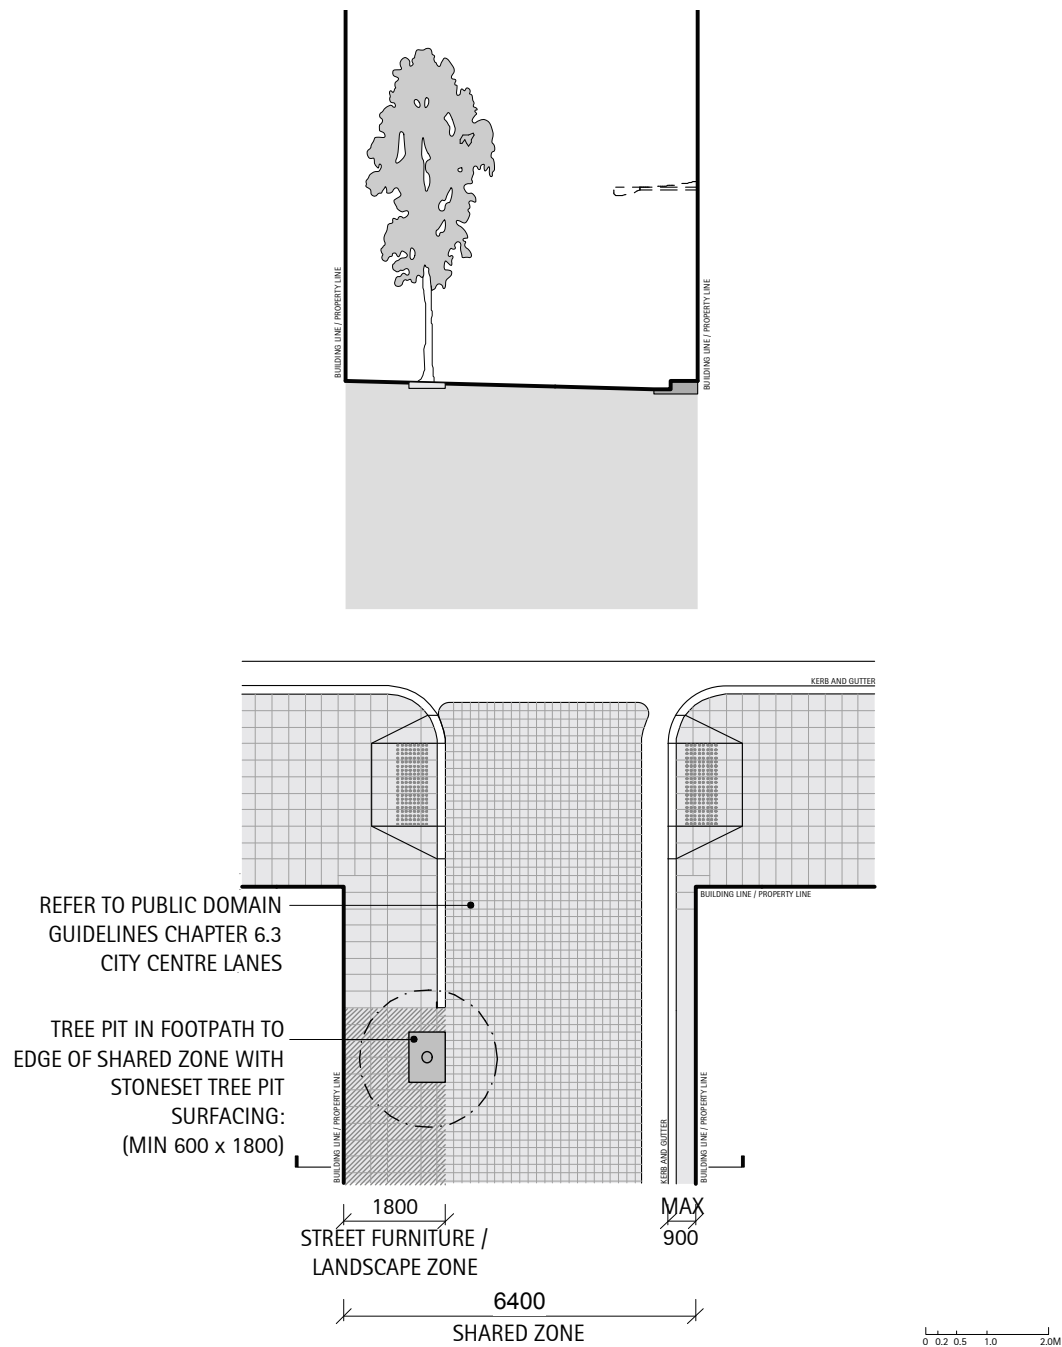 BUILDING LINE / PROPERTY LINE
BUILDING LINE / PROPERTY LINE
KERB AND GUTTER
BUILDING LINE / PROPERTY LINE
REFER TO PUBLIC DOMAIN
GUIDELINES CHAPTER 6.3
CITY CENTRE LANES
TREE PIT IN FOOTPATH TO
EDGE OF SHARED ZONE WITH
STONESET TREE PIT
SURFACING:
(MIN 600 x 1800)
BUILDING LINE / PROPERTY LINE
KERB AND GUTTER
BUILDING LINE / PROPERTY LINE
1800
STREET FURNITURE /
LANDSCAPE ZONE
MAX
900
6400
SHARED ZONE
0 0.2 0.5 1.0 2.0M